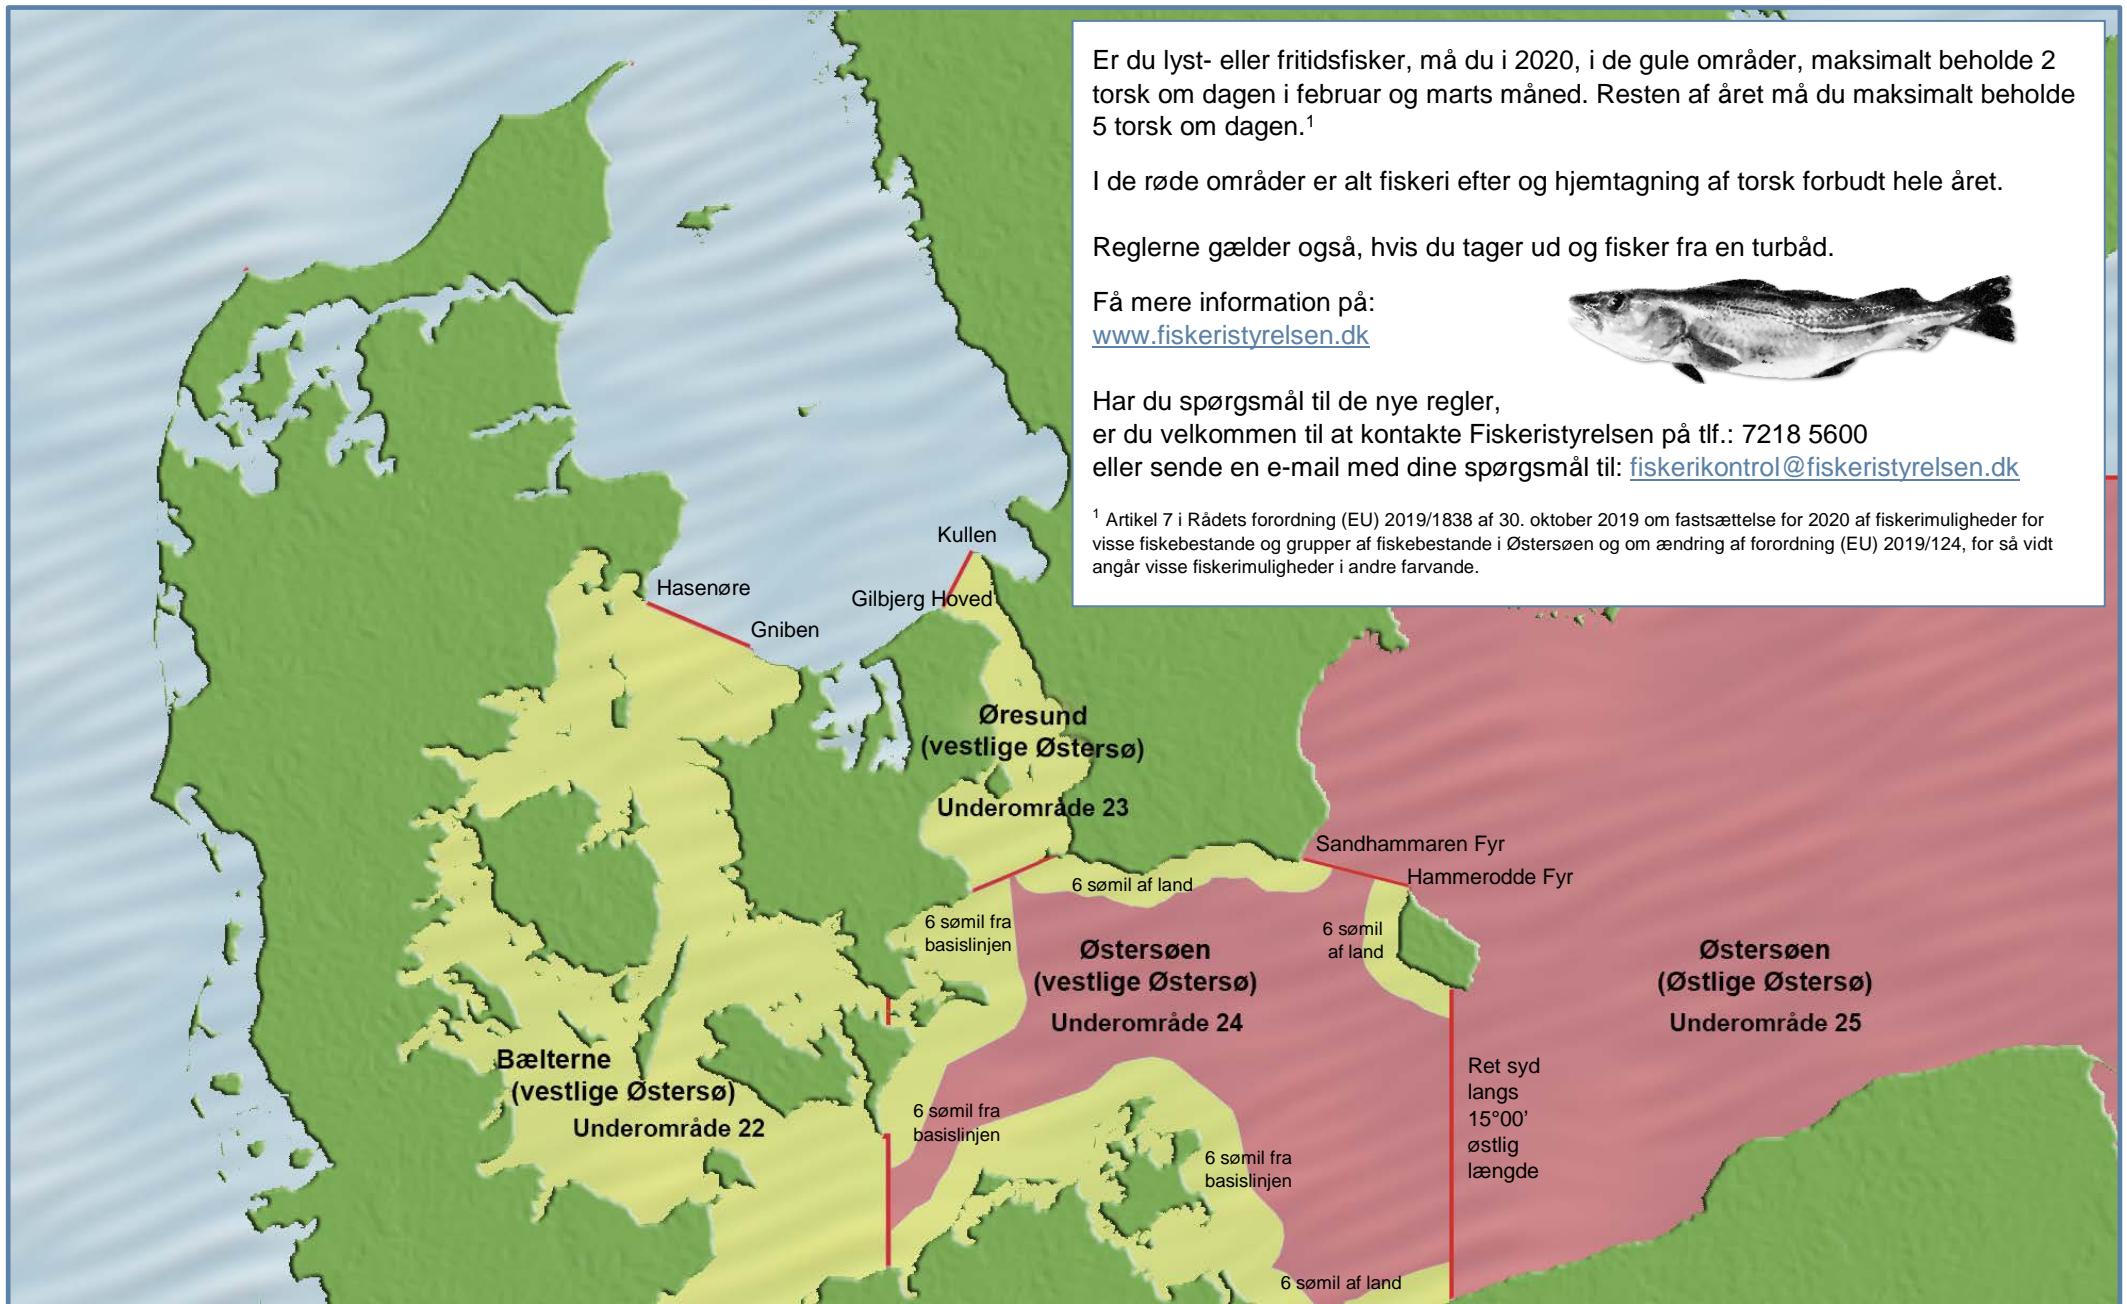 Er du lyst- eller fritidsfisker, må du i 2020, i de gule områder, maksimalt beholde 2
torsk om dagen i februar og marts måned. Resten af året må du maksimalt beholde
5 torsk om dagen.¹
I de røde områder er alt fiskeri efter og hjemtagning af torsk forbudt hele året.
Reglerne gælder også, hvis du tager ud og fisker fra en turbåd.
Få mere information på:
www.fiskeristyrelsen.dk
Har du spørgsmål til de nye regler,
er du velkommen til at kontakte Fiskeristyrelsen på tlf.: 7218 5600
eller sende en e-mail med dine spørgsmål til: fiskerikontrol@fiskeristyrelsen.dk
¹ Artikel 7 i Rådets forordning (EU) 2019/1838 af 30. oktober 2019 om fastsættelse for 2020 af fiskerimuligheder for
visse fiskebestande og grupper af fiskebestande i Østersøen og om ændring af forordning (EU) 2019/124, for så vidt
angår visse fiskerimuligheder i andre farvande.
Kullen
Hasenøre
Gilbjerg Hoved
Gniben
Øresund
(vestlige Østersø)
Underområde 23
Sandhammaren Fyr
Hammerodde Fyr
6 sømil af land
6 sømil fra
basislinjen
6 sømil
af land
Østersøen
(vestlige Østersø)
Underområde 24
Østersøen
(Østlige Østersø)
Underområde 25
Bælterne
(vestlige Østersø)
Underområde 22
Ret syd
langs
15°00’
østlig
længde
6 sømil fra
basislinjen
6 sømil fra
basislinjen
6 sømil af land